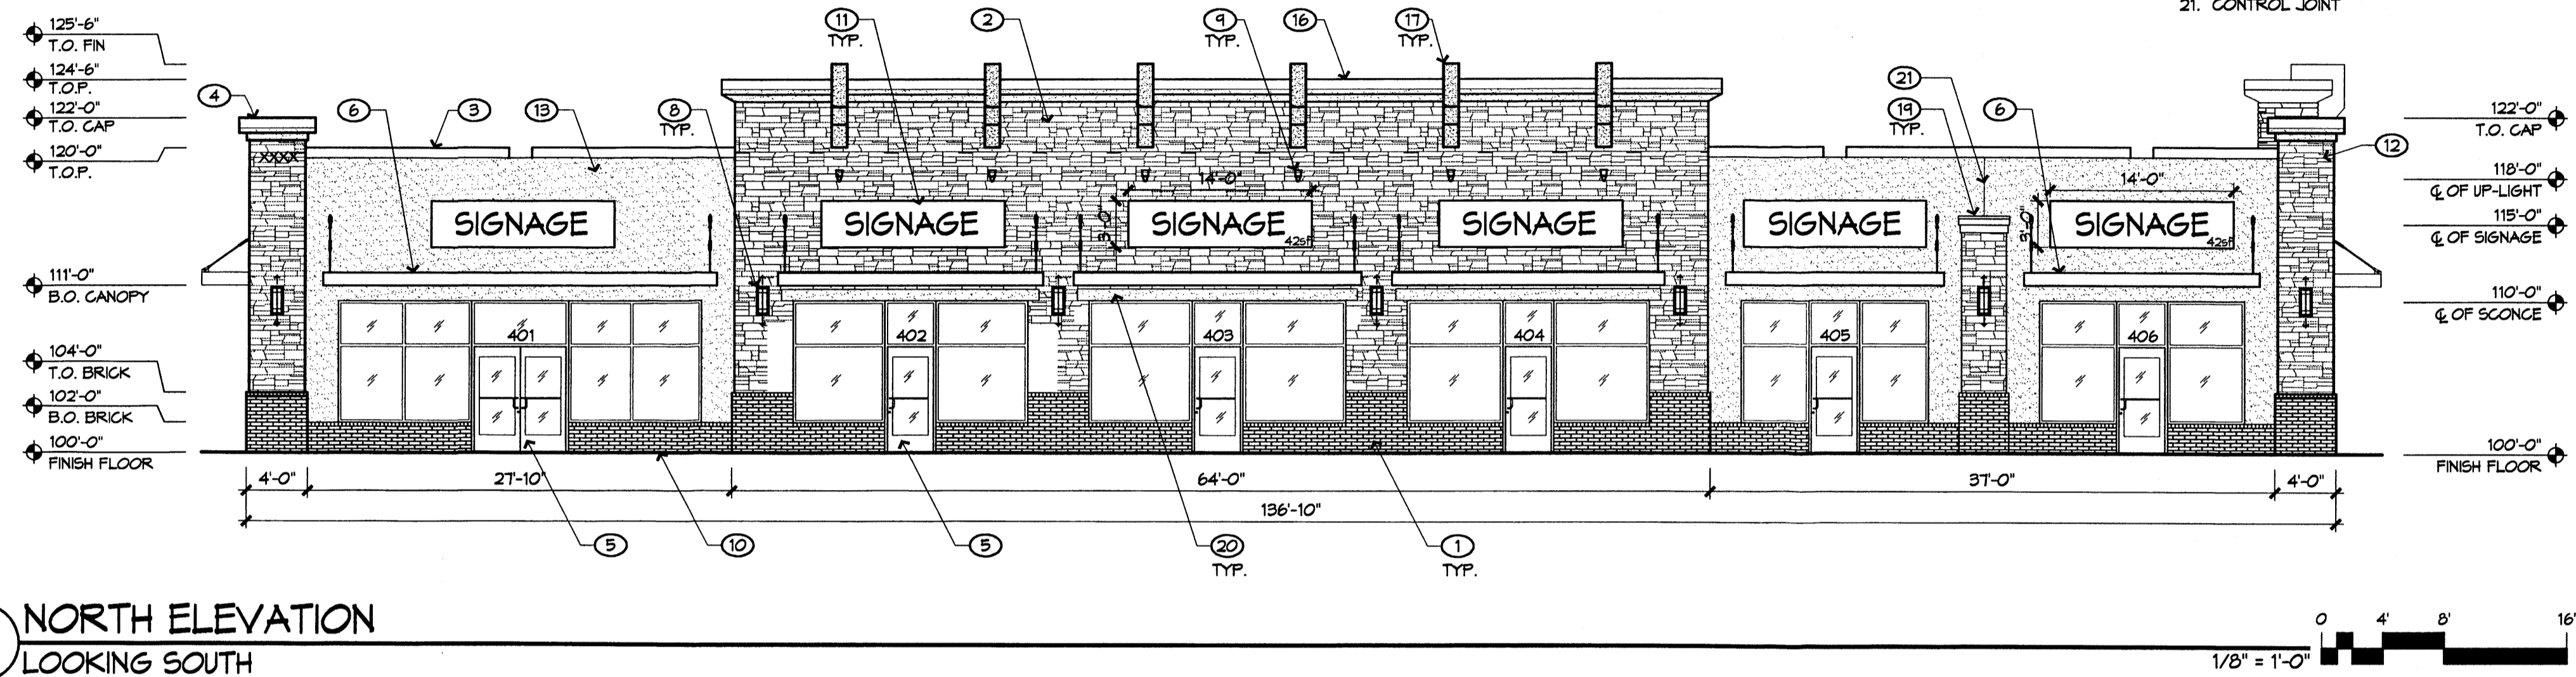 21. CONTROL JOINT
125'-6"
T.O. FIN
124'-6"
T.O.P.
122'-0"
T.O. CAP
120'-0"
T.O.P.
111'-0"
B.O. CANOPY
104'-0"
T.O. BRICK
102'-0"
B.O. BRICK
100'-0"
FINISH FLOOR
4
6
3
13
8
TYP.
11
TYP.
2
9
TYP.
16
17
TYP.
21
19
TYP.
6
12
XXXX
14'-0"
3'-0"
14'-0"
3'-0"
SIGNAGE
SIGNAGE
SIGNAGE
42sf
SIGNAGE
SIGNAGE
SIGNAGE
42sf
401
402
403
404
405
406
122'-0"
T.O. CAP
118'-0"
℄ OF UP-LIGHT
115'-0"
℄ OF SIGNAGE
110'-0"
℄ OF SCONCE
100'-0"
FINISH FLOOR
4'-0"
27'-10"
64'-0"
37'-0"
4'-0"
136'-10"
5
10
5
20
TYP.
1
TYP.
NORTH ELEVATION
LOOKING SOUTH
0 4' 8' 16'
1/8" = 1'-0"